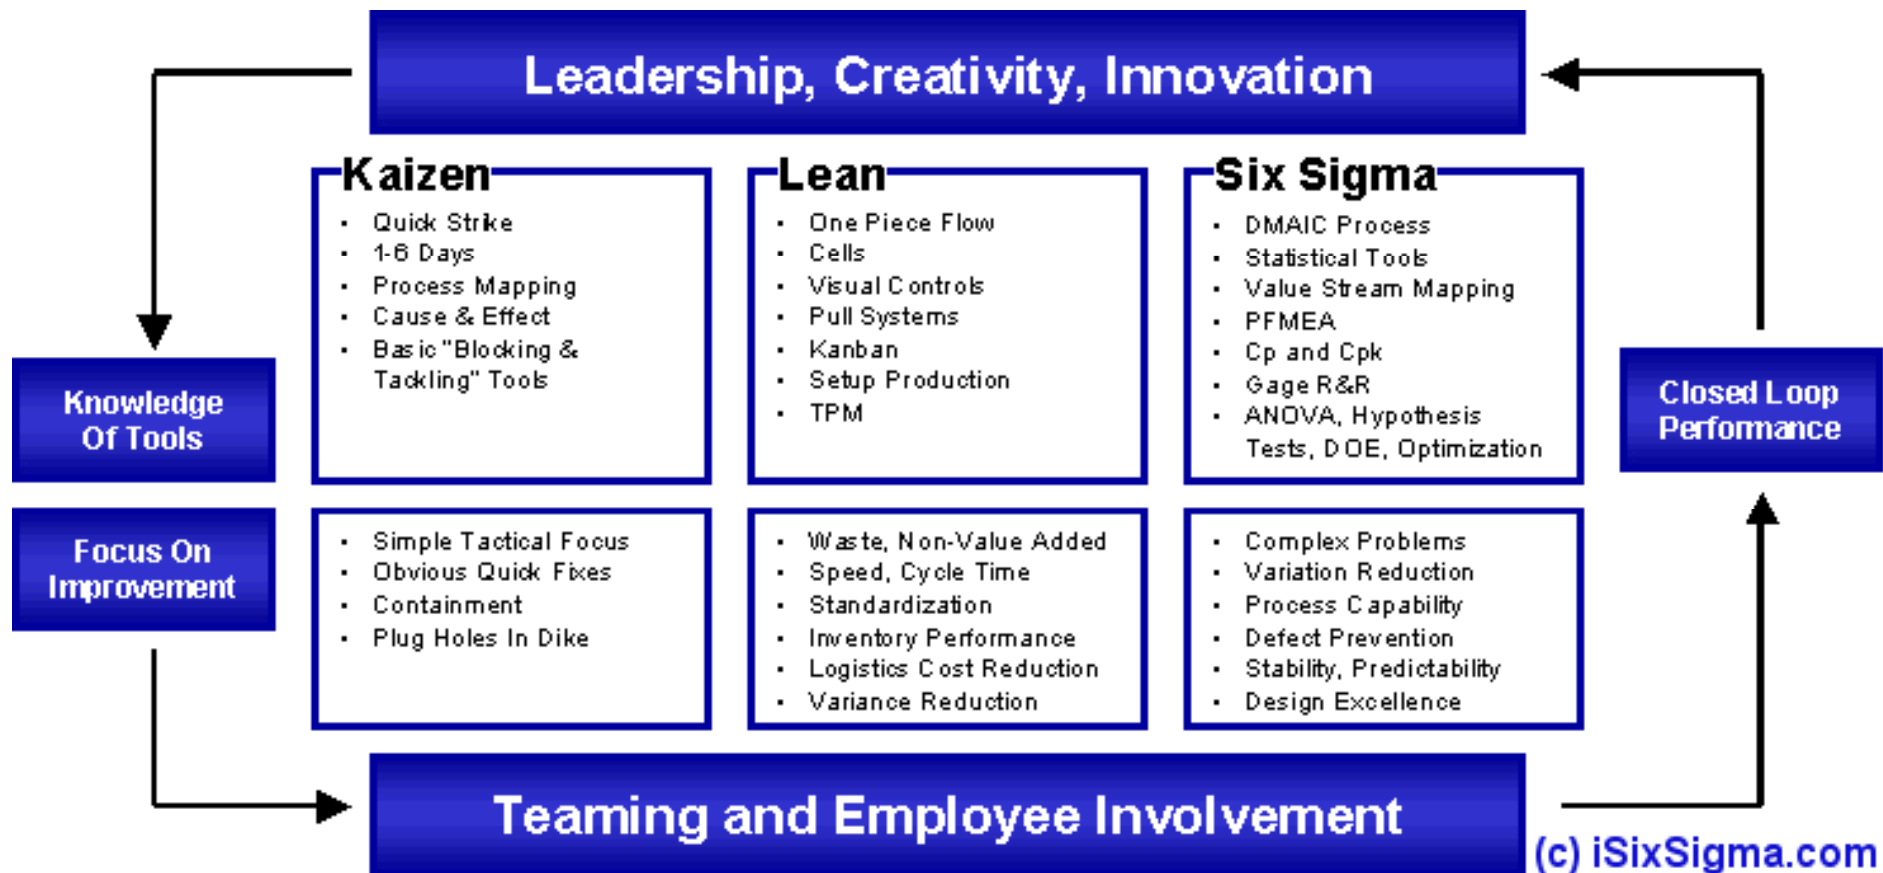 Leadership, Creativity, Innovation
Kaizen
· Quick Strike
· 1-6 Days
· Process Mapping
· Cause & Effect
· Basic "Blocking &
Tackling" Tools
Lean
· One Piece Flow
· Cells
· Visual Controls
· Pull Systems
· Kanban
· Setup Production
· TPM
Six Sigma
· DMAIC Process
· Statistical Tools
· Value Stream Mapping
· PFMEA
· Cp and Cpk
· Gage R&R
· ANOVA, Hypothesis
Tests, DOE, Optimization
Knowledge
Of Tools
Closed Loop
Performance
Focus On
Improvement
· Simple Tactical Focus
· Obvious Quick Fixes
· Containment
· Plug Holes In Dike
· Waste, Non-Value Added
· Speed, Cycle Time
· Standardization
· Inventory Performance
· Logistics Cost Reduction
· Variance Reduction
· Complex Problems
· Variation Reduction
· Process Capability
· Defect Prevention
· Stability, Predictability
· Design Excellence
Teaming and Employee Involvement
(c) iSixSigma.com